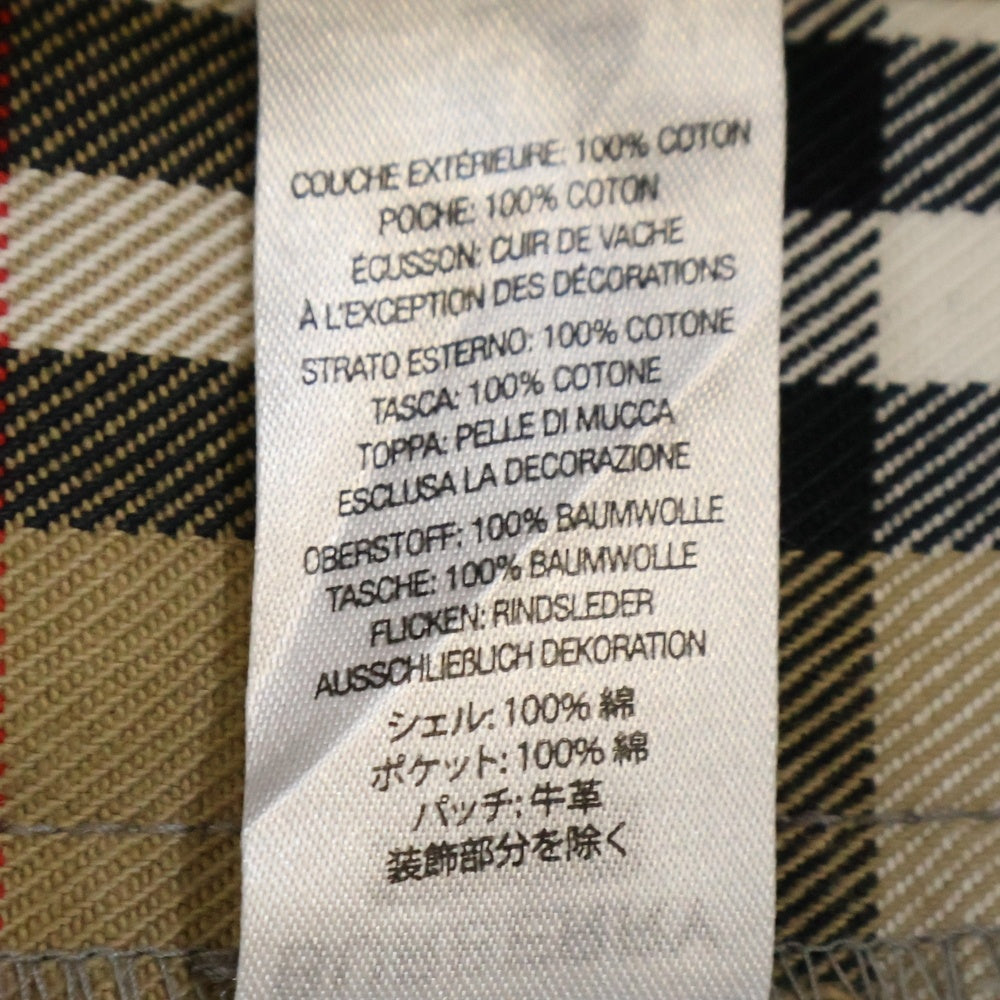 COUCHE EXTÉRIEURE: 100% COTON
POCHE: 100% COTON
ÉCUSSON: CUIR DE VACHE
À L'EXCEPTION DES DÉCORATIONS
STRATO ESTERNO: 100% COTONE
TASCA: 100% COTONE
TOPPA: PELLE DI MUCCA
ESCLUSA LA DECORAZIONE
OBERSTOFF: 100% BAUMWOLLE
TASCHE: 100% BAUMWOLLE
FLICKEN: RINDSLEDER
AUSSCHLIEßLICH DEKORATION
シェル: 100% 綿
ポケット: 100% 綿
パッチ: 牛革
装飾部分を除く